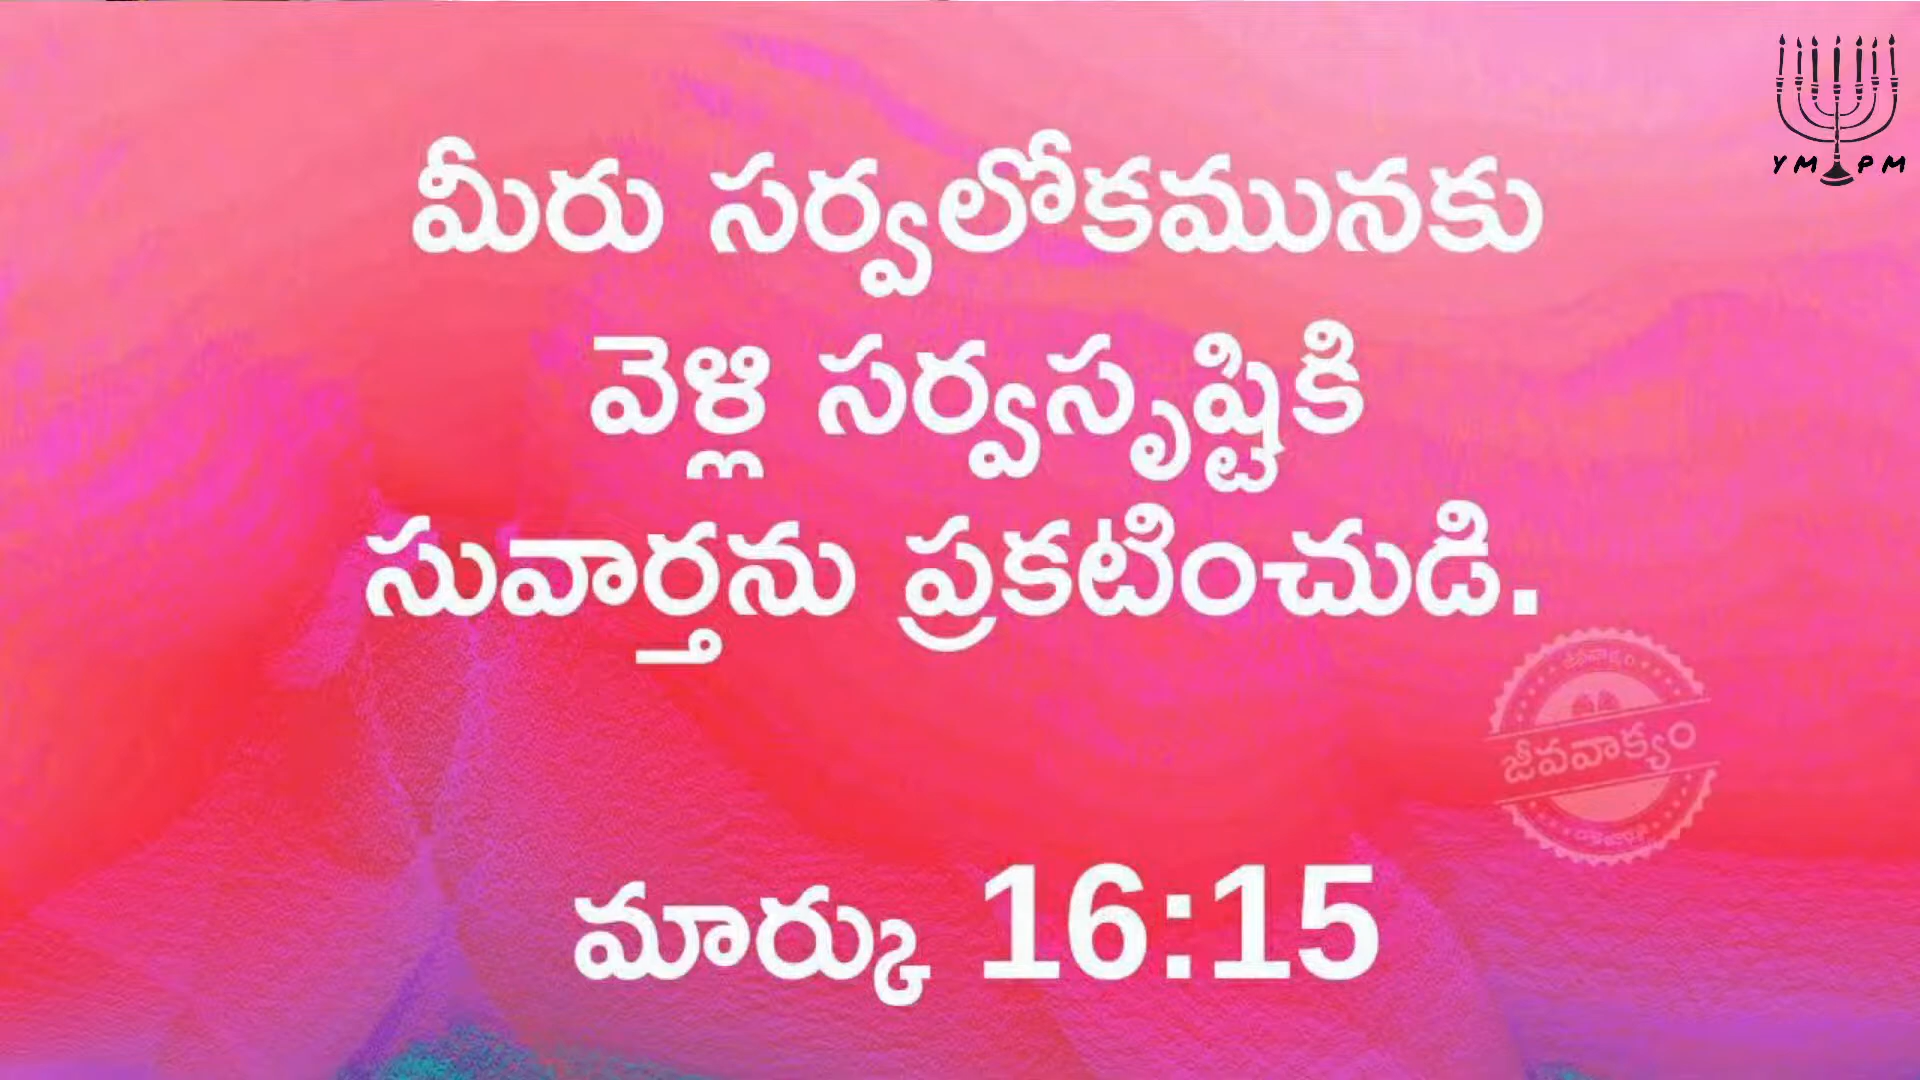 YM PM
మీరు సర్వలోకమునకు
వెళ్లి సర్వసృష్టికి
సువార్తను ప్రకటించుడి.
జీవవాక్యం
మార్కు 16:15